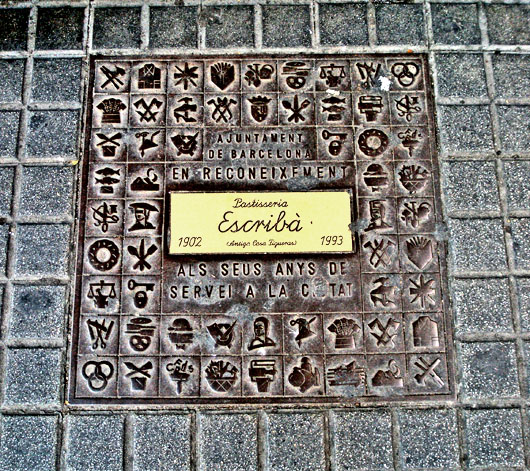 AJUNTAMENT
DE BARCELONA
EN RECONEIXEMENT
Pastisseria
Escribà
1902 (Antiga Casa Figueras) 1993
ALS SEUS ANYS DE
SERVEI A LA CIUTAT